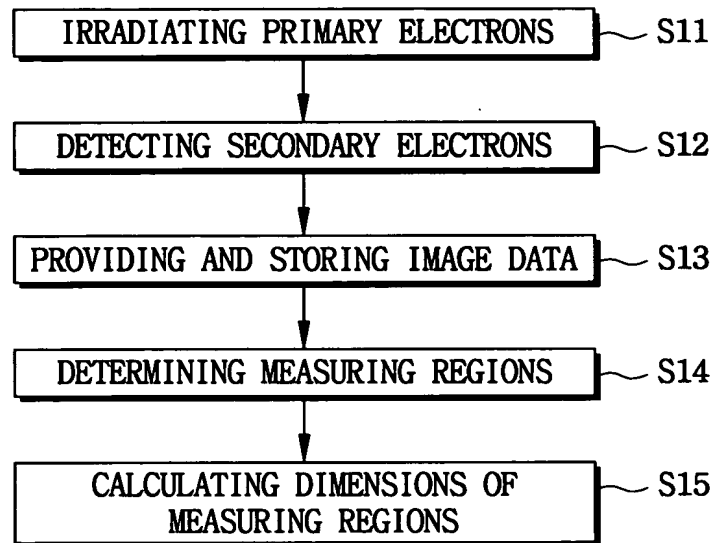 IRRADIATING PRIMARY ELECTRONS S11
DETECTING SECONDARY ELECTRONS S12
PROVIDING AND STORING IMAGE DATA S13
DETERMINING MEASURING REGIONS S14
CALCULATING DIMENSIONS OF S15
MEASURING REGIONS